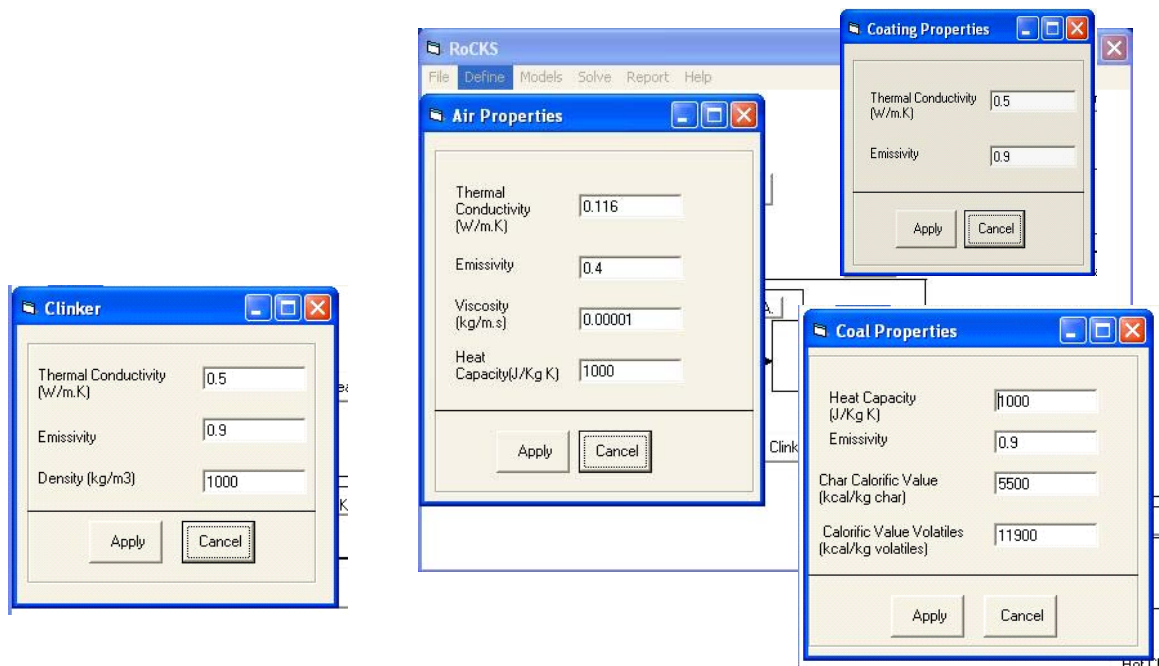 RoCKS
File Define Models Solve Report Help
Coating Properties
Thermal Conductivity
(W/m.K)
0.5
Emissivity
0.9
Apply
Cancel
Air Properties
Thermal
Conductivity
(W/m.K)
0.116
Emissivity
0.4
Viscosity
(kg/m.s)
0.00001
Heat
Capacity(J/Kg K)
1000
Apply
Cancel
Clinker
Thermal Conductivity
(W/m.K)
0.5
Emissivity
0.9
Density (kg/m3)
1000
Apply
Cancel
A.
Clink
K
Coal Properties
Heat Capacity
(J/Kg K)
1000
Emissivity
0.9
Char Calorific Value
(kcal/kg char)
5500
Calorific Value Volatiles
(kcal/kg volatiles)
11900
Apply
Cancel